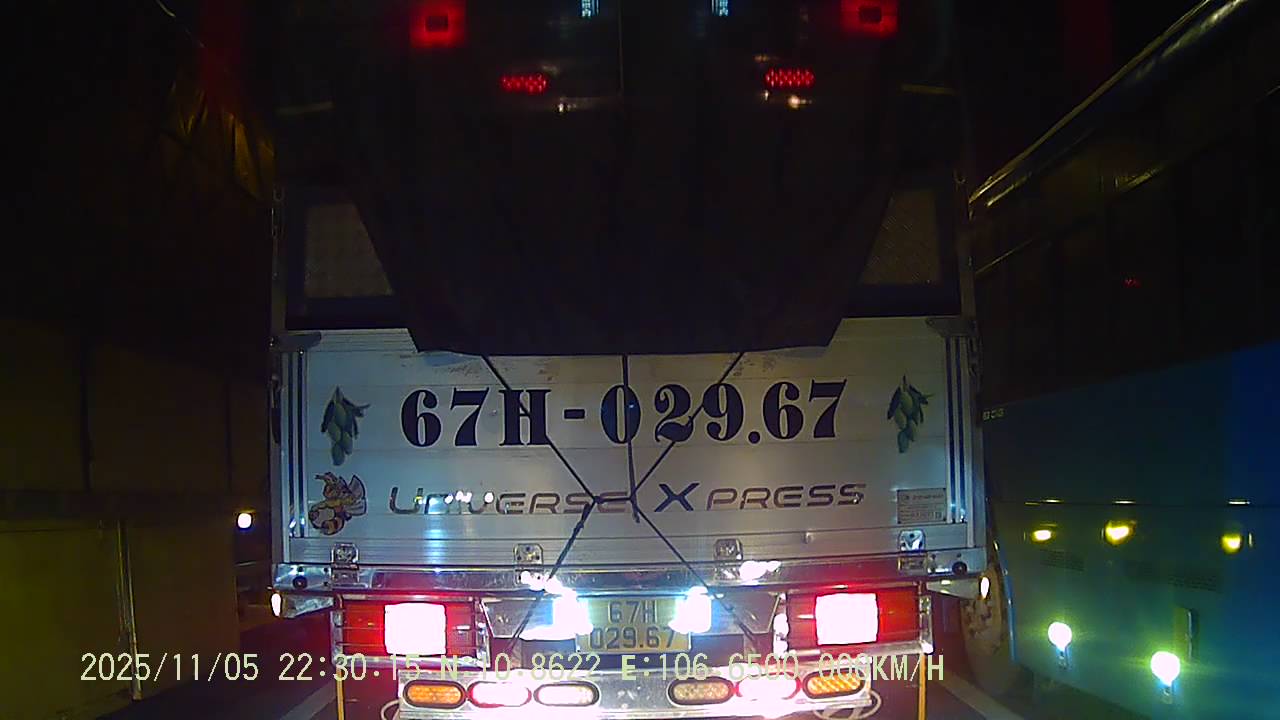 67H-029.67
UNIVERSE XPRESS
67H
029.67
2025/11/05 22:30:15 N:10.8622 E:106.6500 000KM/H